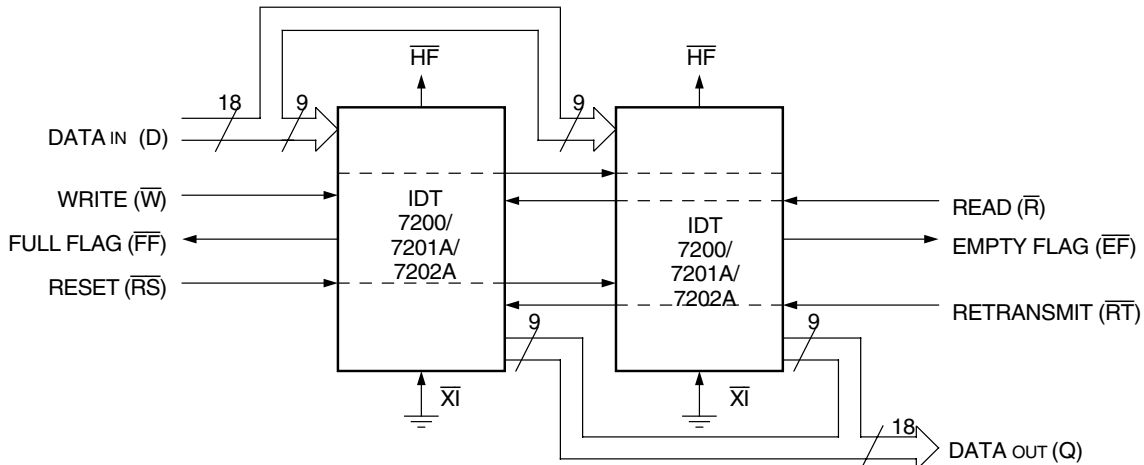 HF
HF
18
9
9
DATA IN (D)
WRITE (W)
FULL FLAG (FF)
RESET (RS)
IDT
7200/
7201A/
7202A
IDT
7200/
7201A/
7202A
READ (R)
EMPTY FLAG (EF)
RETRANSMIT (RT)
9
9
XI
XI
18
DATA OUT (Q)